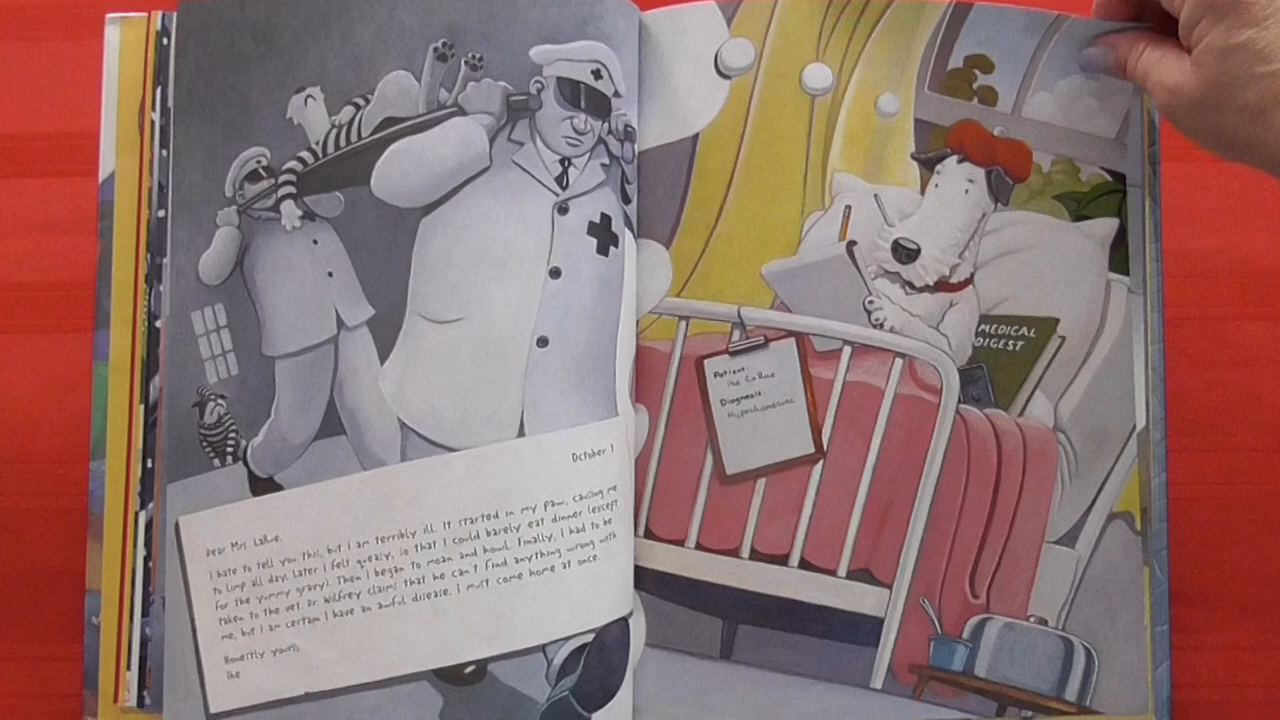 October 7
Dear Mrs. LaRue,
I hate to tell you this, but I am terribly ill. It started in my paw, causing me
to limp all day. Later I felt queasy, so that I could barely eat dinner (except
for the yummy gravy). Then I began to moan and howl. Finally, I had to be
taken to the vet. Dr. Wilfrey claims that he can't find anything wrong with
me, but I am certain I have an awful disease. I must come home at once.
Honestly yours,
Ike
Patient:
Ike LaRue
Diagnosis:
Hypochondriac
MEDICAL
DIGEST